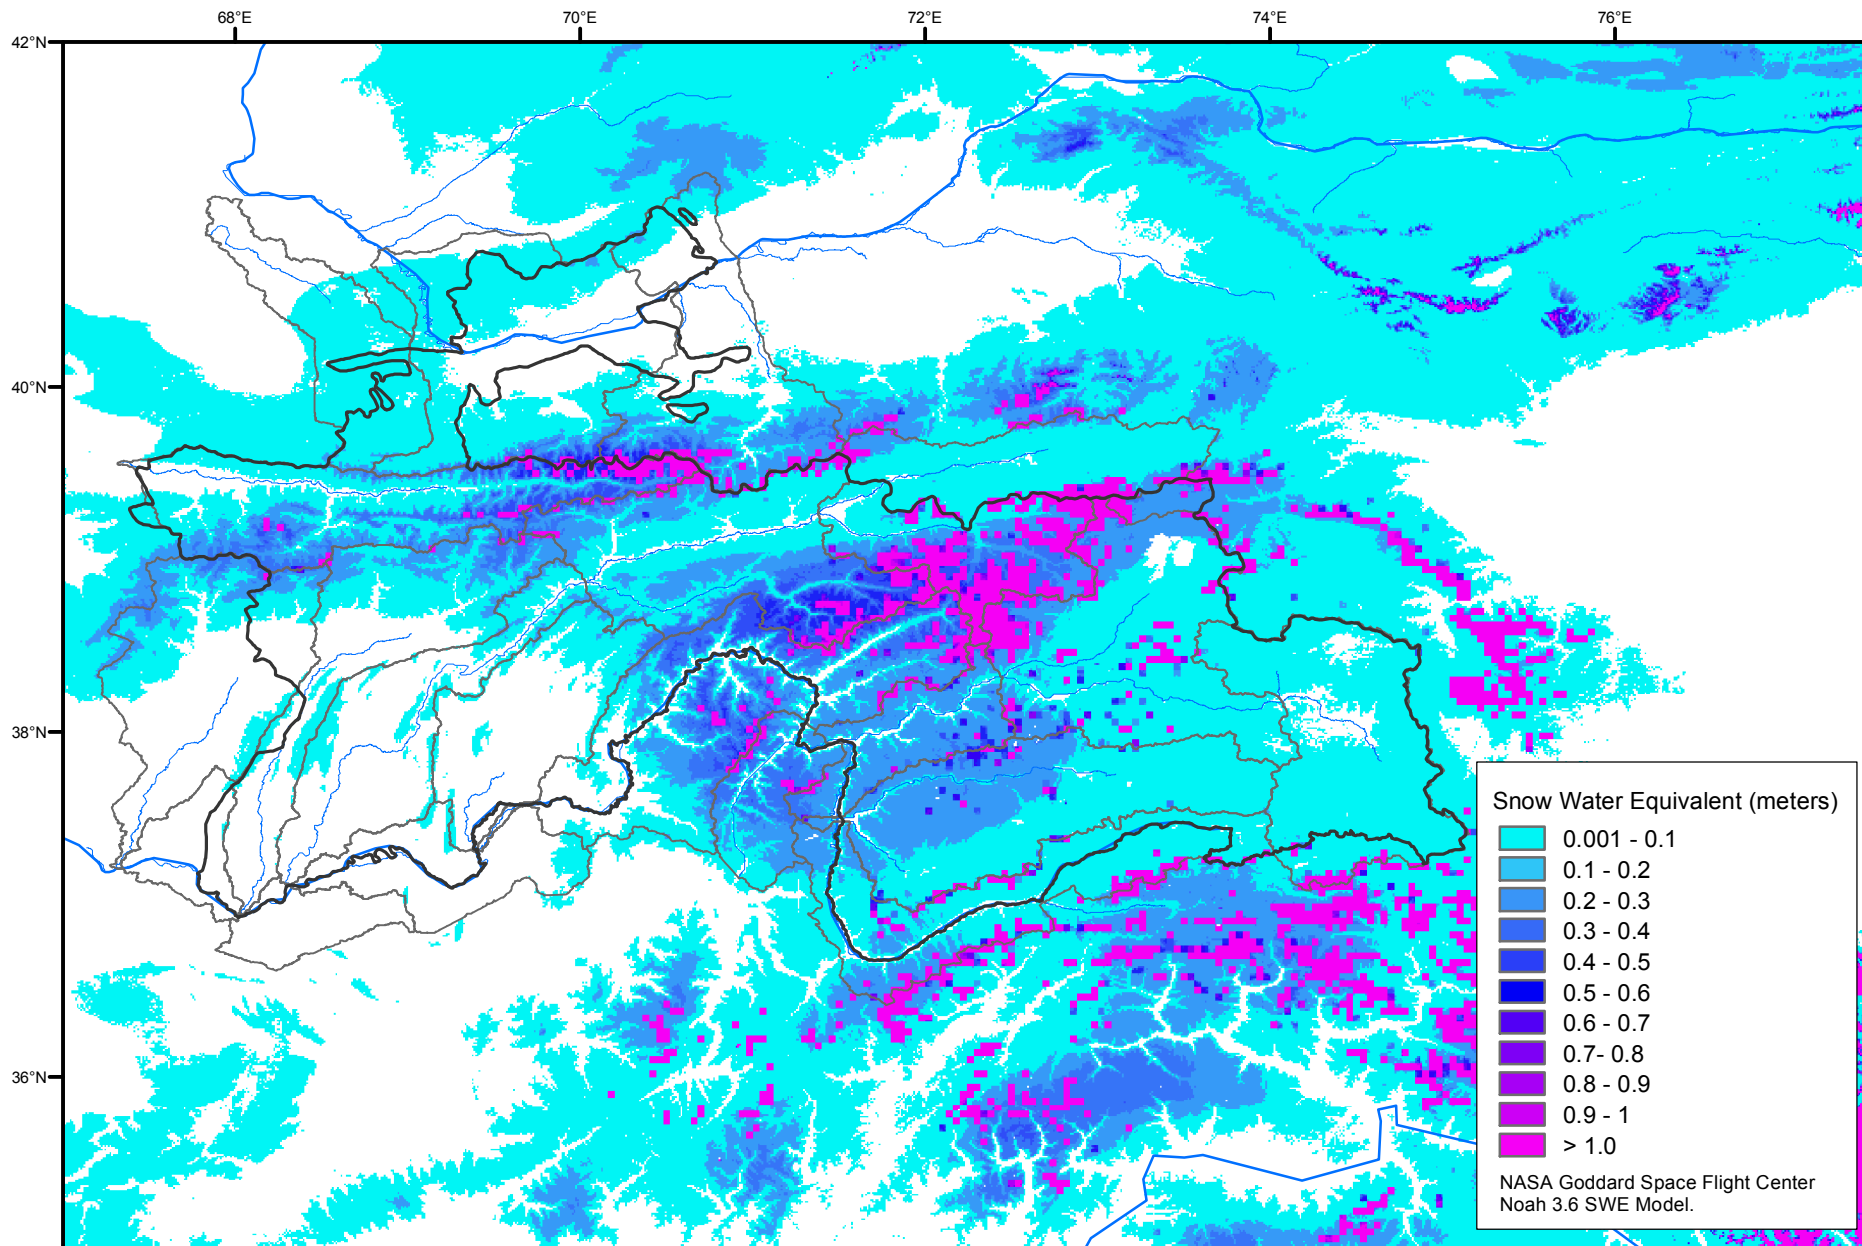 68°E
70°E
72°E
74°E
76°E
42°N
40°N
38°N
36°N
Snow Water Equivalent (meters)
0.001 - 0.1
0.1 - 0.2
0.2 - 0.3
0.3 - 0.4
0.4 - 0.5
0.5 - 0.6
0.6 - 0.7
0.7- 0.8
0.8 - 0.9
0.9 - 1
> 1.0
NASA Goddard Space Flight Center
Noah 3.6 SWE Model.